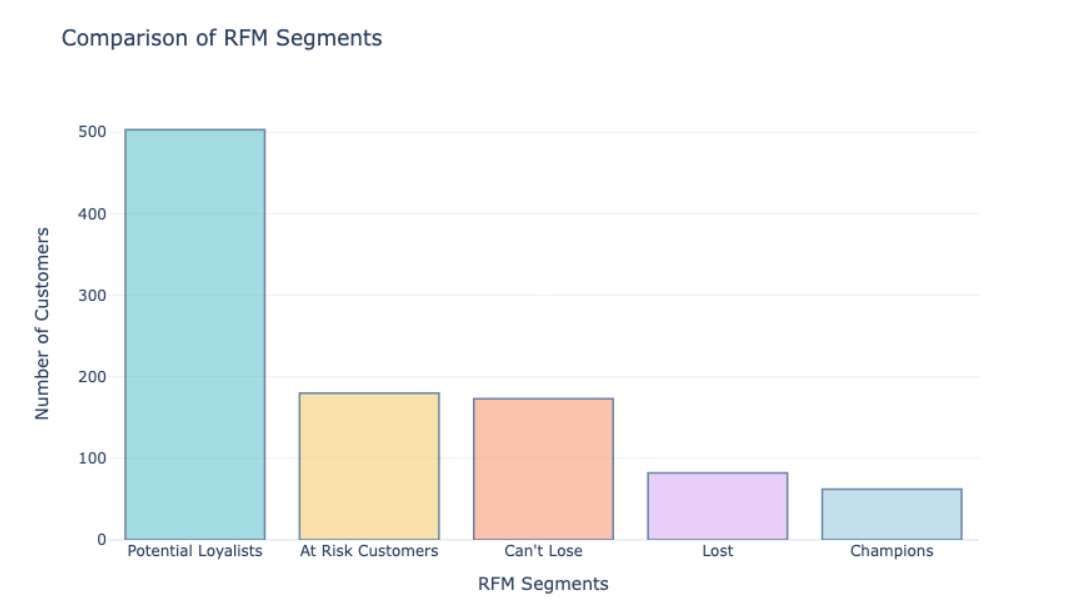 Comparison of RFM Segments
Number of Customers
500
400
300
200
100
0
Potential Loyalists At Risk Customers Can't Lose Lost Champions
RFM Segments